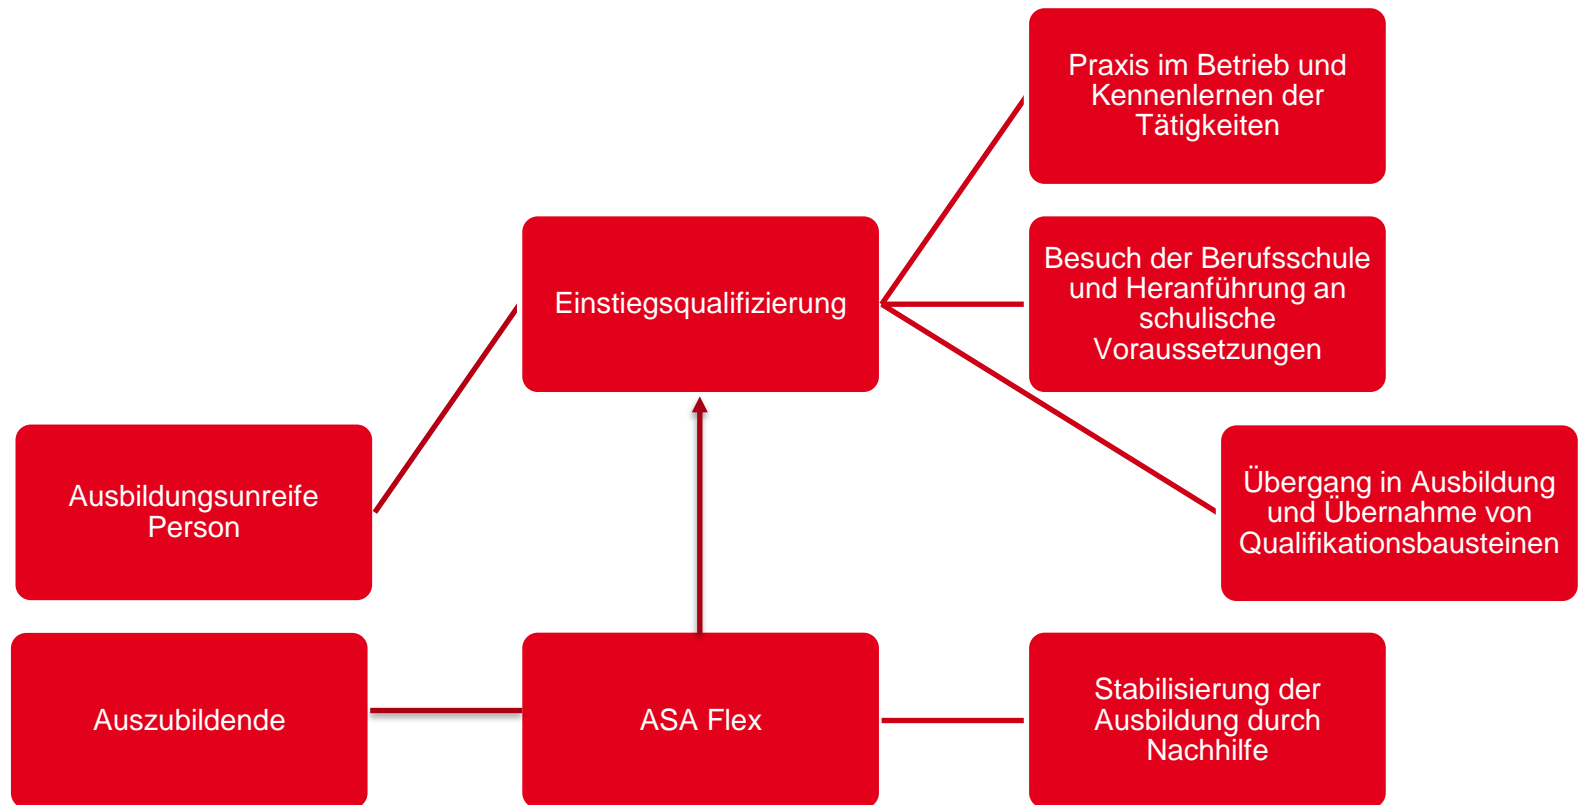 Praxis im Betrieb und
Kennenlernen der
Tätigkeiten
Einstiegsqualifizierung
Besuch der Berufsschule
und Heranführung an
schulische
Voraussetzungen
Ausbildungsunreife
Person
Übergang in Ausbildung
und Übernahme von
Qualifikationsbausteinen
Auszubildende
ASA Flex
Stabilisierung der
Ausbildung durch
Nachhilfe